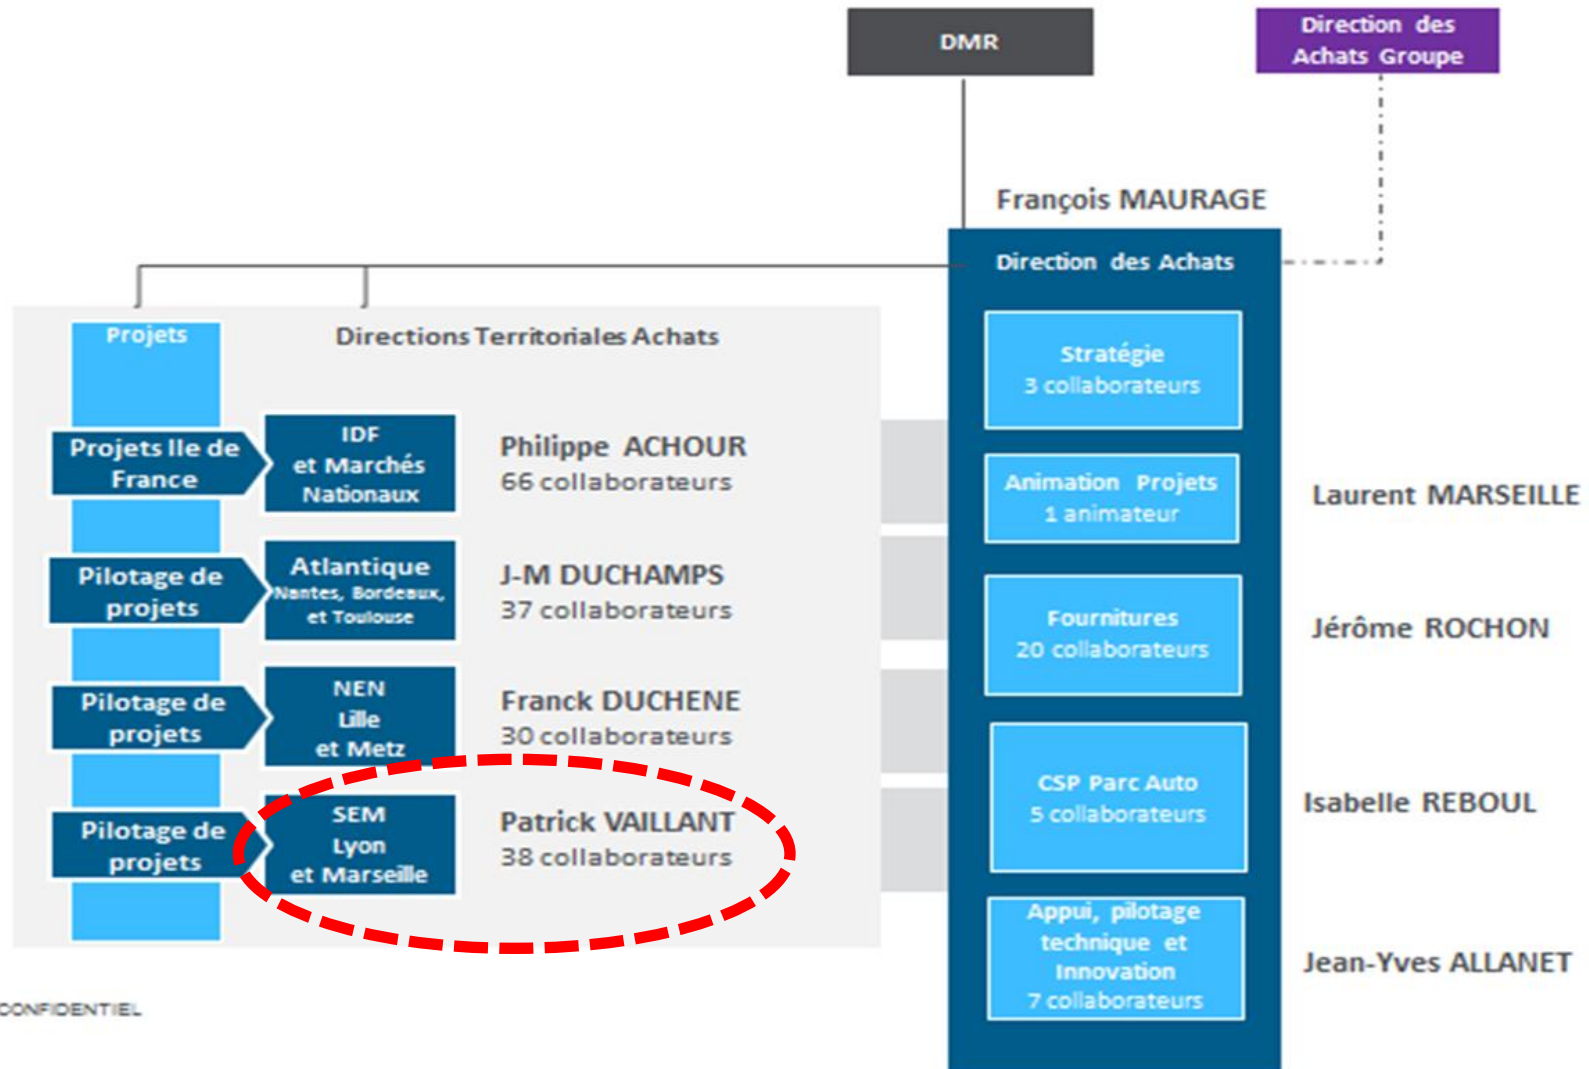 DMR
Direction des
Achats Groupe
François MAURAGE
Direction des Achats
Projets
Directions Territoriales Achats
Projets Ile de
France
IDF
et Marchés
Nationaux
Philippe ACHOUR
66 collaborateurs
Pilotage de
projets
Atlantique
Nantes, Bordeaux,
et Toulouse
J-M DUCHAMPS
37 collaborateurs
Pilotage de
projets
NEN
Lille
et Metz
Franck DUCHENE
30 collaborateurs
Pilotage de
projets
SEM
Lyon
et Marseille
Patrick VAILLANT
38 collaborateurs
Stratégie
3 collaborateurs
Animation Projets
1 animateur
Laurent MARSEILLE
Fournitures
20 collaborateurs
Jérôme ROCHON
CSP Parc Auto
5 collaborateurs
Isabelle REBOUL
Appui, pilotage
technique et
Innovation
7 collaborateurs
Jean-Yves ALLANET
CONFIDENTIEL